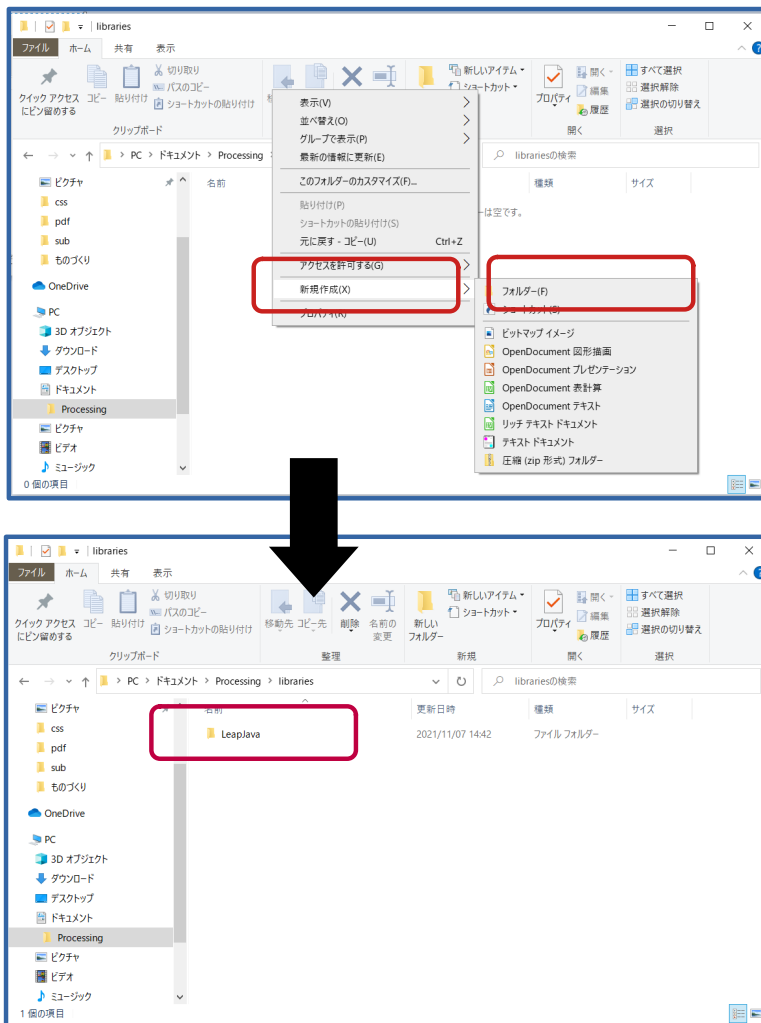 libraries
ファイル ホーム 共有 表示
クイック アクセス
にピン留めする
コピー
貼り付け
切り取り
パスのコピー
ショートカットの貼り付け
新しいアイテム
ショートカット
プロパティ
開く
編集
履歴
すべて選択
選択解除
選択の切り替え
クリップボード
開く
選択
PC > ドキュメント > Processing >
librariesの検索
名前
種類
サイズ
は空です。
ピクチャ
css
pdf
sub
ものづくり
OneDrive
PC
3D オブジェクト
ダウンロード
デスクトップ
ドキュメント
Processing
ピクチャ
ビデオ
ミュージック
0 個の項目
表示(V)
並べ替え(O)
グループで表示(P)
最新の情報に更新(E)
このフォルダーのカスタマイズ(F)...
貼り付け(P)
ショートカットの貼り付け(S)
元に戻す - コピー(U) Ctrl+Z
アクセスを許可する(G)
新規作成(X)
プロパティ(R)
フォルダー(F)
ショートカット(S)
ビットマップ イメージ
OpenDocument 図形描画
OpenDocument プレゼンテーション
OpenDocument 表計算
OpenDocument テキスト
リッチ テキスト ドキュメント
テキスト ドキュメント
圧縮 (zip 形式) フォルダー
libraries
ファイル ホーム 共有 表示
クイック アクセス
にピン留めする
コピー
貼り付け
切り取り
パスのコピー
ショートカットの貼り付け
移動先 コピー先 削除 名前の
変更
新しい
フォルダー
新しいアイテム
ショートカット
プロパティ
開く
編集
履歴
すべて選択
選択解除
選択の切り替え
クリップボード
整理
新規
開く
選択
PC > ドキュメント > Processing > libraries
librariesの検索
名前
更新日時
種類
サイズ
LeapJava
2021/11/07 14:42
ファイル フォルダー
ピクチャ
css
pdf
sub
ものづくり
OneDrive
PC
3D オブジェクト
ダウンロード
デスクトップ
ドキュメント
Processing
ピクチャ
ビデオ
ミュージック
1 個の項目